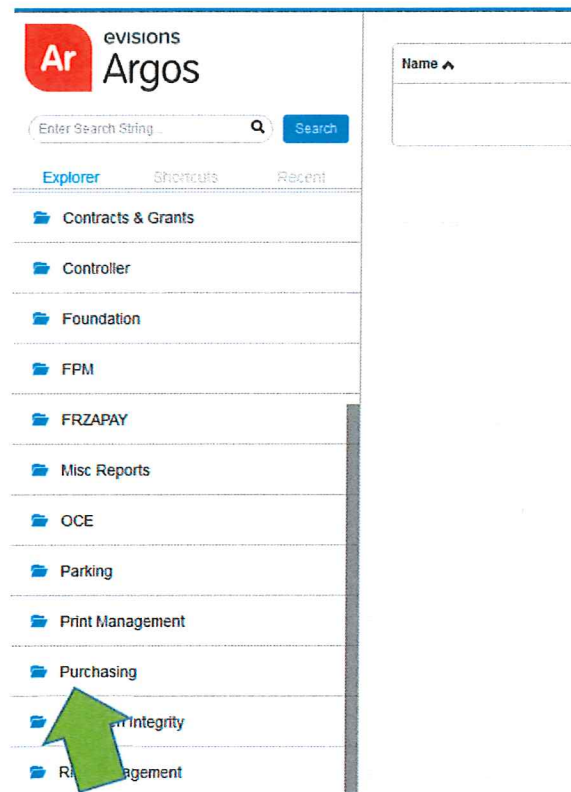 Ar
evisions
Argos
Name
Enter Search String...
Search
Explorer Shortcuts Recent
Contracts & Grants
Controller
Foundation
FPM
FRZAPAY
Misc Reports
OCE
Parking
Print Management
Purchasing
Integrity